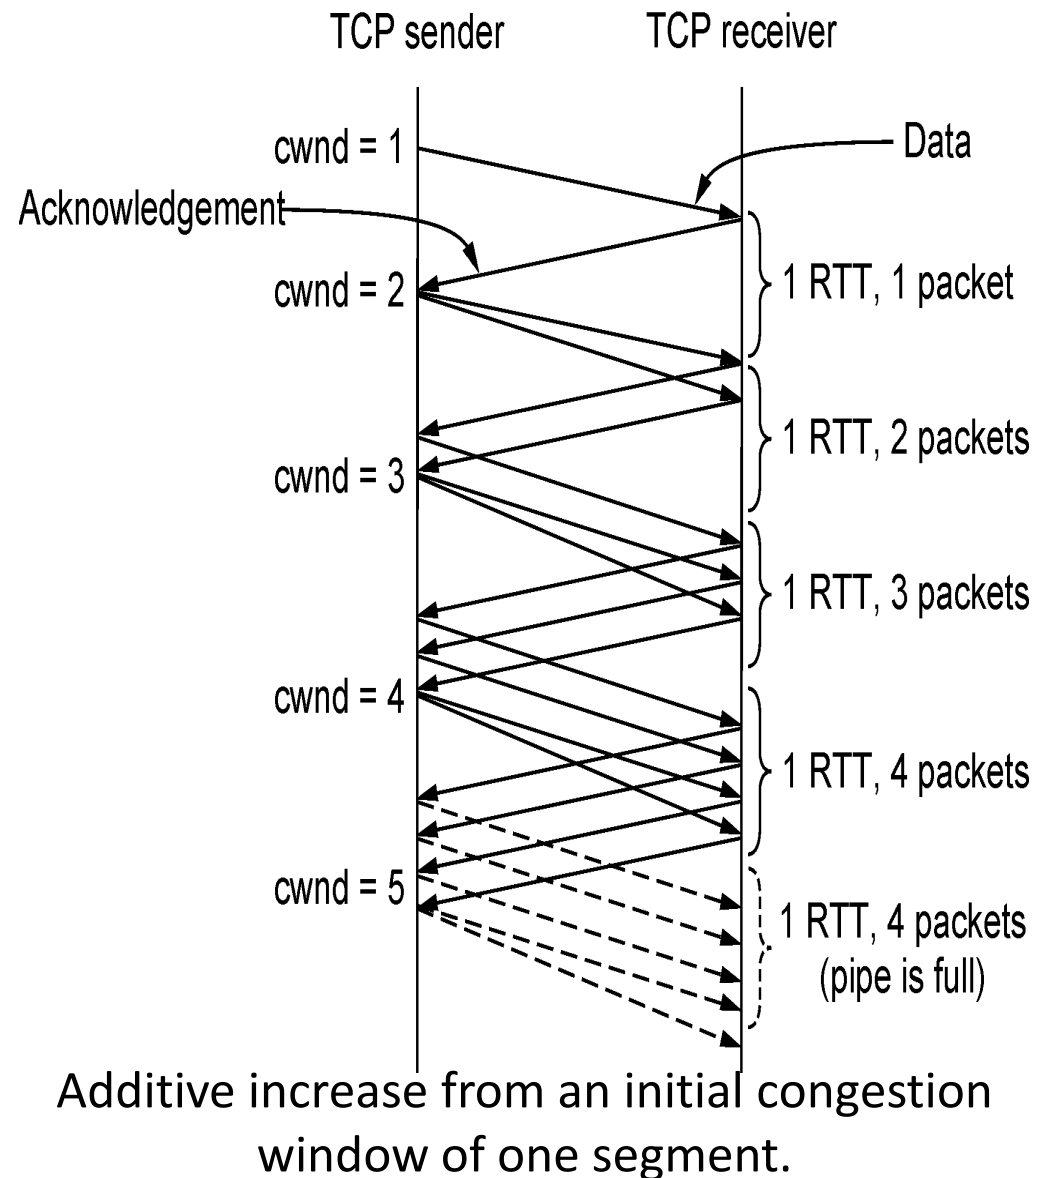 TCP sender
TCP receiver
cwnd = 1
Data
Acknowledgement
cwnd = 2
1 RTT, 1 packet
1 RTT, 2 packets
cwnd = 3
1 RTT, 3 packets
cwnd = 4
1 RTT, 4 packets
cwnd = 5
1 RTT, 4 packets
(pipe is full)
Additive increase from an initial congestion
window of one segment.